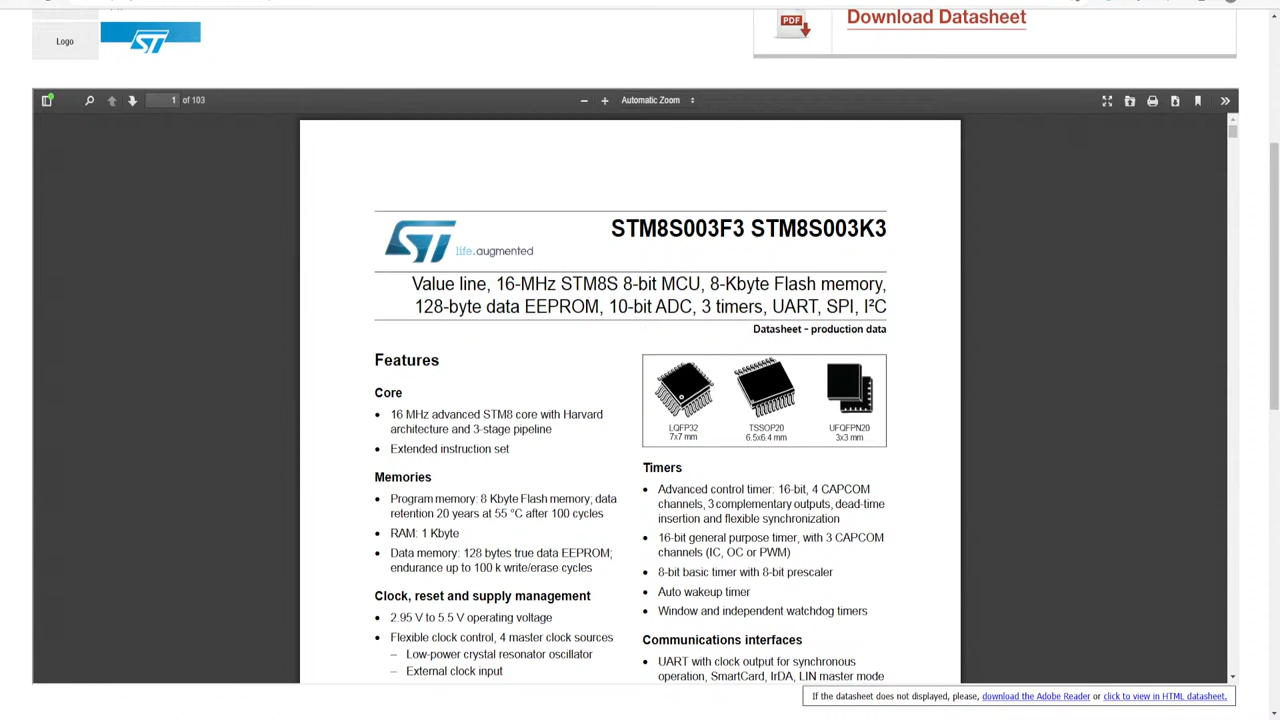 Logo
ST
PDF
Download Datasheet
1 of 103
Automatic Zoom
ST life.augmented
STM8S003F3 STM8S003K3
Value line, 16-MHz STM8S 8-bit MCU, 8-Kbyte Flash memory,
128-byte data EEPROM, 10-bit ADC, 3 timers, UART, SPI, I²C
Datasheet - production data
Features
Core
• 16 MHz advanced STM8 core with Harvard
architecture and 3-stage pipeline
• Extended instruction set
Memories
• Program memory: 8 Kbyte Flash memory; data
retention 20 years at 55 °C after 100 cycles
• RAM: 1 Kbyte
• Data memory: 128 bytes true data EEPROM;
endurance up to 100 k write/erase cycles
Clock, reset and supply management
• 2.95 V to 5.5 V operating voltage
• Flexible clock control, 4 master clock sources
– Low-power crystal resonator oscillator
– External clock input
LQFP32 TSSOP20 UFQFPN20
7x7 mm 6.5x6.4 mm 3x3 mm
Timers
• Advanced control timer: 16-bit, 4 CAPCOM
channels, 3 complementary outputs, dead-time
insertion and flexible synchronization
• 16-bit general purpose timer, with 3 CAPCOM
channels (IC, OC or PWM)
• 8-bit basic timer with 8-bit prescaler
• Auto wakeup timer
• Window and independent watchdog timers
Communications interfaces
• UART with clock output for synchronous
operation, SmartCard, IrDA, LIN master mode
If the datasheet does not displayed, please, download the Adobe Reader or click to view in HTML datasheet.